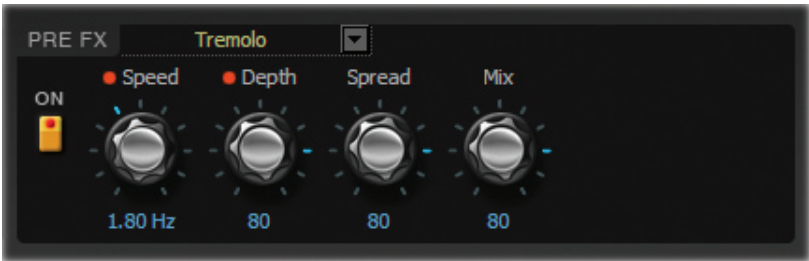 PRE FX Tremolo
Speed Depth Spread Mix
ON
1.80 Hz 80 80 80